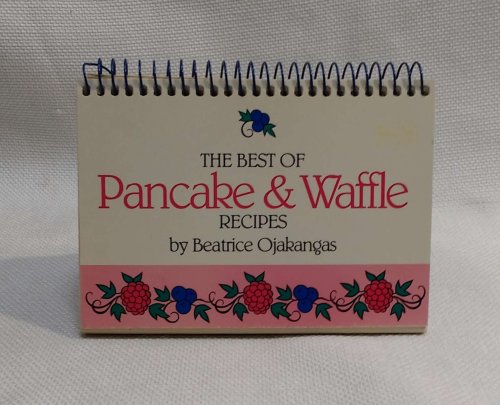 THE BEST OF
Pancake & Waffle
RECIPES
by Beatrice Ojakangas